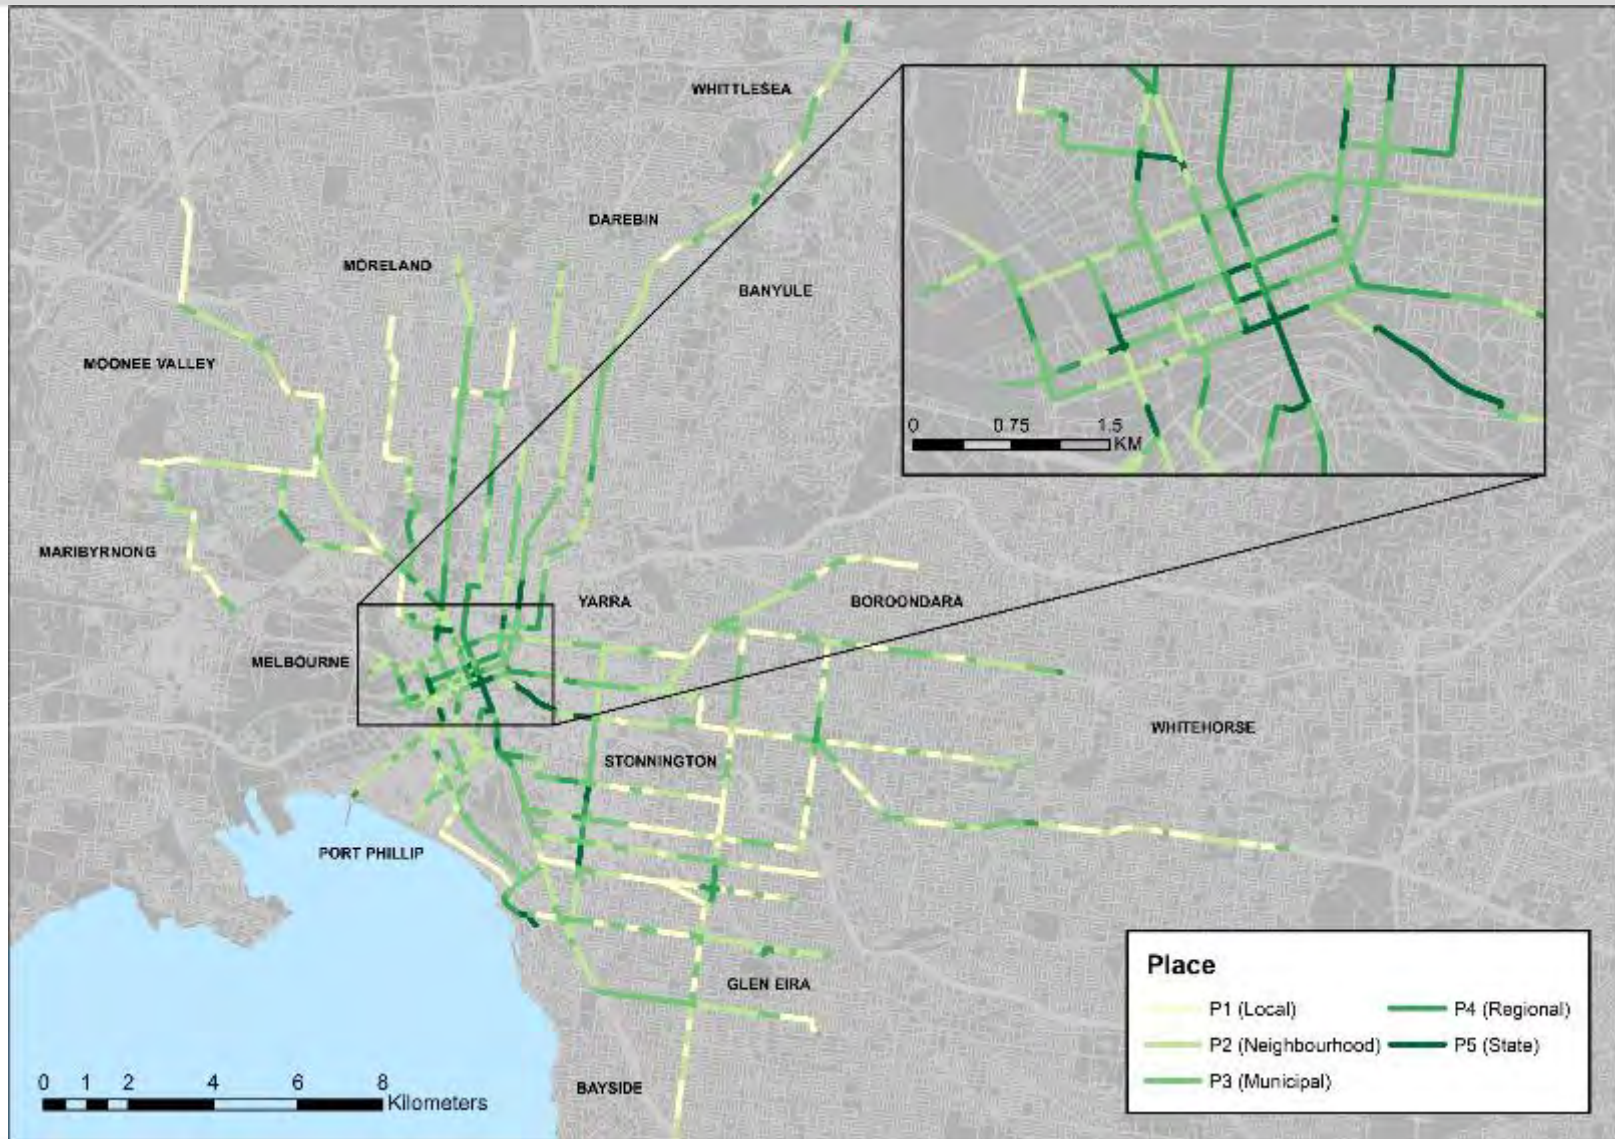 WHITTLESEA
DAREBIN
MORELAND
BANYULE
MOONEE VALLEY
0 0.75 1.5
KM
MARIBYRNONG
YARRA
BOROONDARA
MELBOURNE
WHITEHORSE
STONNINGTON
PORT PHILLIP
GLEN EIRA
BAYSIDE
0 1 2 4 6 8
Kilometers
Place
P1 (Local)
P2 (Neighbourhood)
P3 (Municipal)
P4 (Regional)
P5 (State)